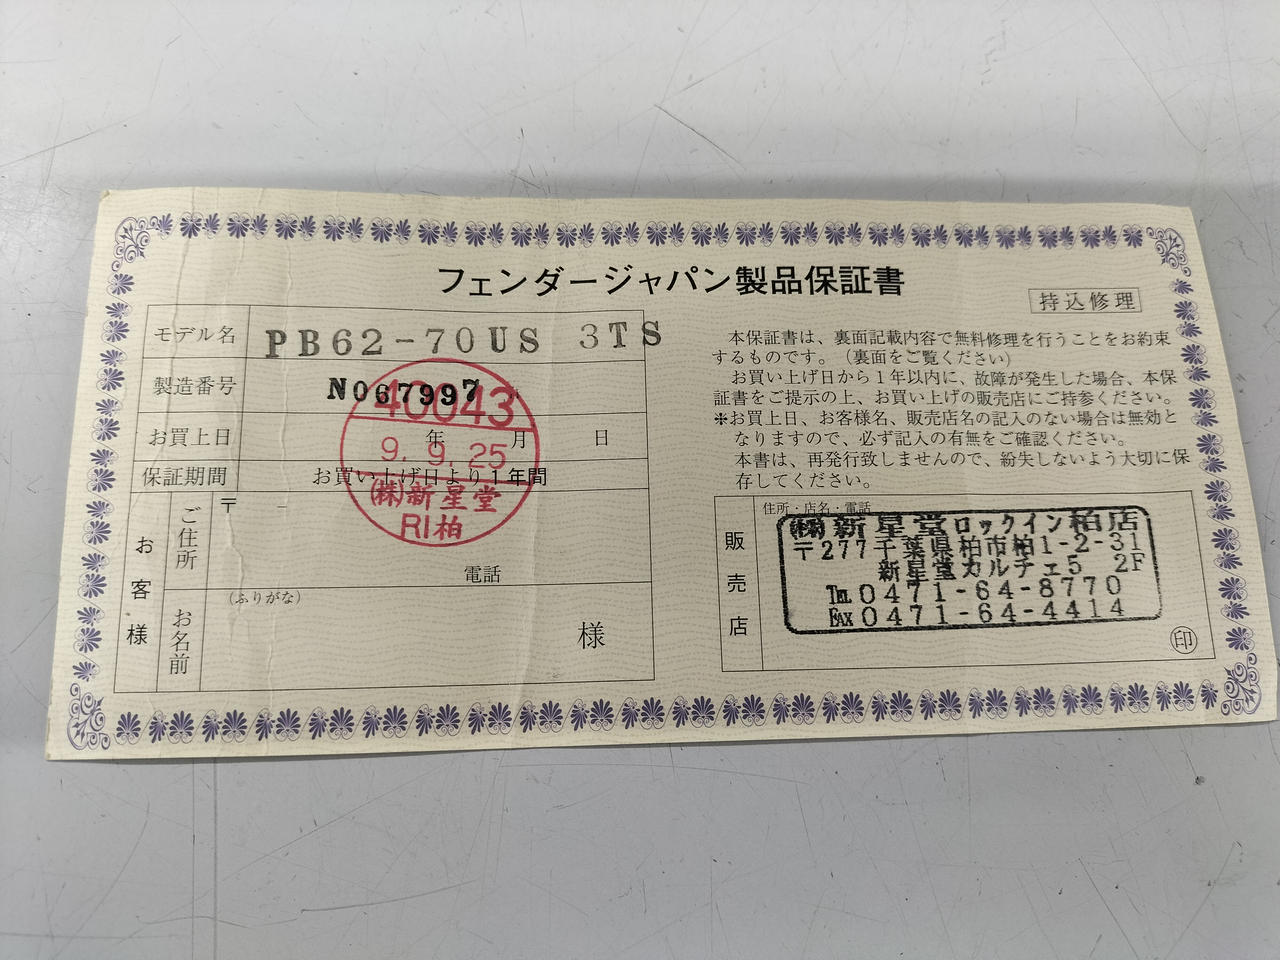 フェンダージャパン製品保証書
持込修理
モデル名 PB62-70US 3TS
製造番号 N067997
お買上日 年 月 日
保証期間 お買い上げ日より1年間
40043
9. 9. 25
㈱新星堂
RI柏
お客様
ご住所 〒 -
電話
お名前 (ふりがな)
様
本保証書は、裏面記載内容で無料修理を行うことをお約束
するものです。(裏面をご覧ください)
お買い上げ日から1年以内に、故障が発生した場合、本保
証書をご提示の上、お買い上げの販売店にご持参ください。
※お買上日、お客様名、販売店名の記入のない場合は無効と
なりますので、必ず記入の有無をご確認ください。
本書は、再発行致しませんので、紛失しないよう大切に保
存してください。
販売店
住所・店名・電話
㈱新星堂ロックイン柏店
〒277千葉県柏市柏1-2-31
新星堂カルチェ5 2F
TEL 0471-64-8770
FAX 0471-64-4414
印